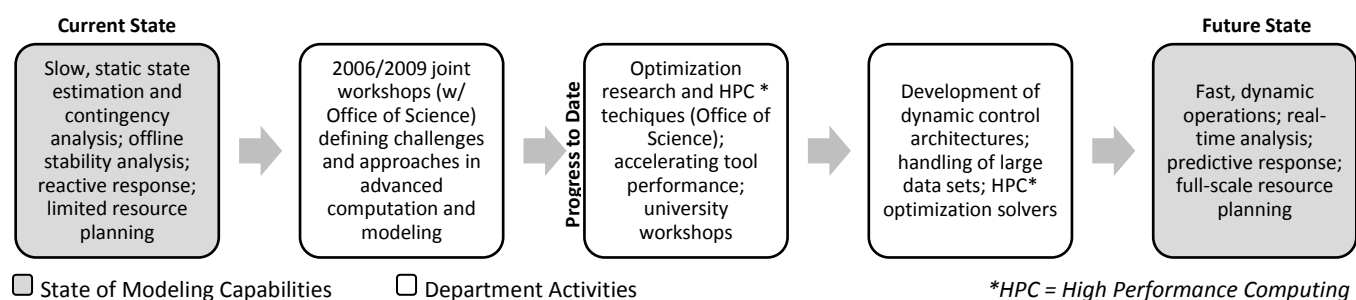 Current State
Slow, static state
estimation and
contingency
analysis; offline
stability analysis;
reactive response;
limited resource
planning
2006/2009 joint
workshops (w/
Office of Science)
defining challenges
and approaches in
advanced
computation and
modeling
Progress to Date
Optimization
research and HPC *
techiques (Office of
Science);
accelerating tool
performance;
university
workshops
Development of
dynamic control
architectures;
handling of large
data sets; HPC*
optimization solvers
Future State
Fast, dynamic
operations; real-
time analysis;
predictive response;
full-scale resource
planning
State of Modeling Capabilities
Department Activities
*HPC = High Performance Computing